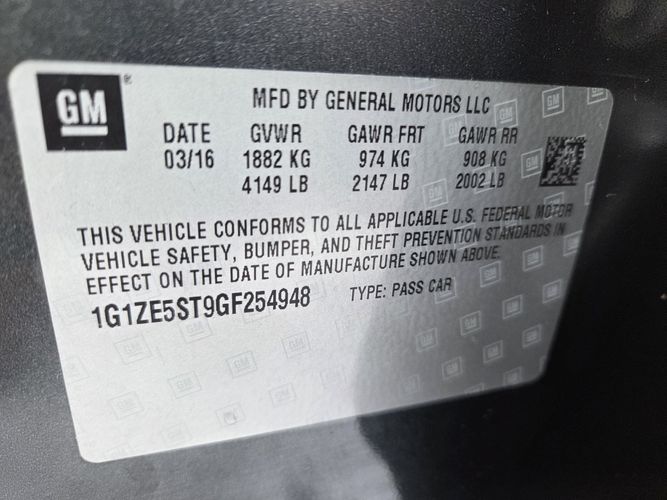 GM
MFD BY GENERAL MOTORS LLC
DATE GVWR GAWR FRT GAWR RR
03/16 1882 KG 974 KG 908 KG
4149 LB 2147 LB 2002 LB
THIS VEHICLE CONFORMS TO ALL APPLICABLE U.S. FEDERAL MOTOR
VEHICLE SAFETY, BUMPER, AND THEFT PREVENTION STANDARDS IN
EFFECT ON THE DATE OF MANUFACTURE SHOWN ABOVE.
1G1ZE5ST9GF254948 TYPE: PASS CAR